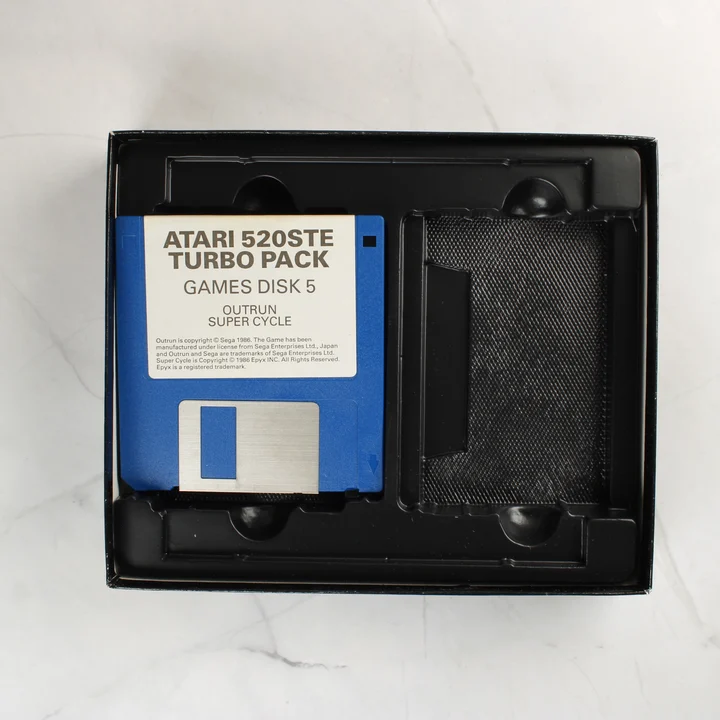 ATARI 520STE
TURBO PACK
GAMES DISK 5
OUTRUN
SUPER CYCLE
Outrun is copyright © Sega 1986. The Game has been
manufactured under license from Sega Enterprises Ltd., Japan
and Outrun and Sega are trademarks of Sega Enterprises Ltd.
Super Cycle is Copyright © 1986 Epyx INC. All Rights Reserved.
Epyx is a registered trademark.